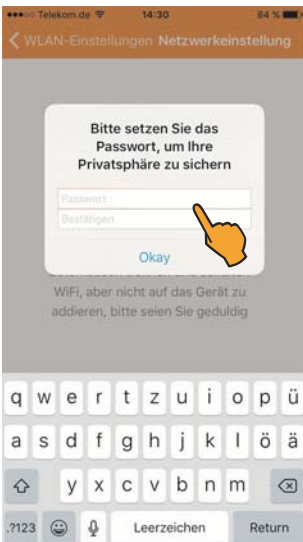 Telekom.de 14:30 84 %
WLAN-Einstellungen Netzwerkeinstellung
Bitte setzen Sie das
Passwort, um Ihre
Privatsphäre zu sichern
Passwort
Bestätigen
Okay
WiFi, aber nicht auf das Gerät zu
addieren, bitte seien Sie geduldig
q w e r t z u i o p ü
a s d f g h j k l ö ä
y x c v b n m
.?123 Leerzeichen Return